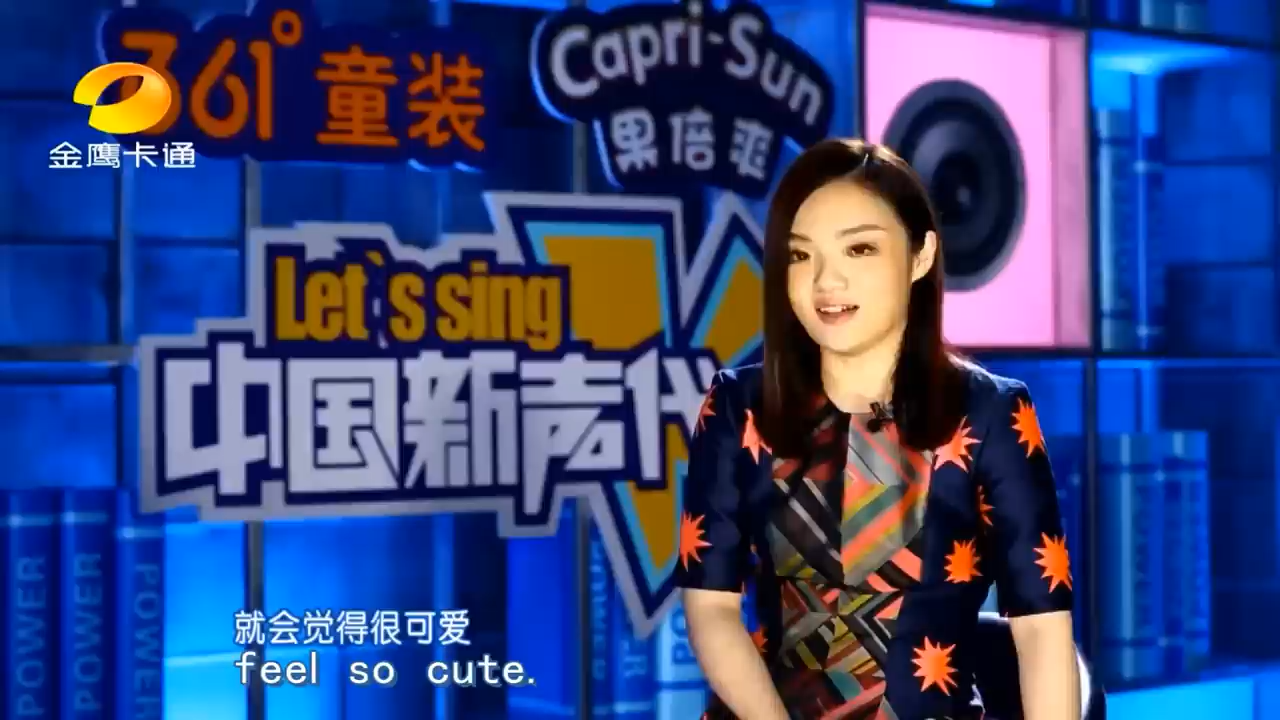 361°童装
Capri-Sun
果倍爽
金鹰卡通
Let's sing
中国新声代
POWER
POWER
POWER
就会觉得很可爱
feel so cute.